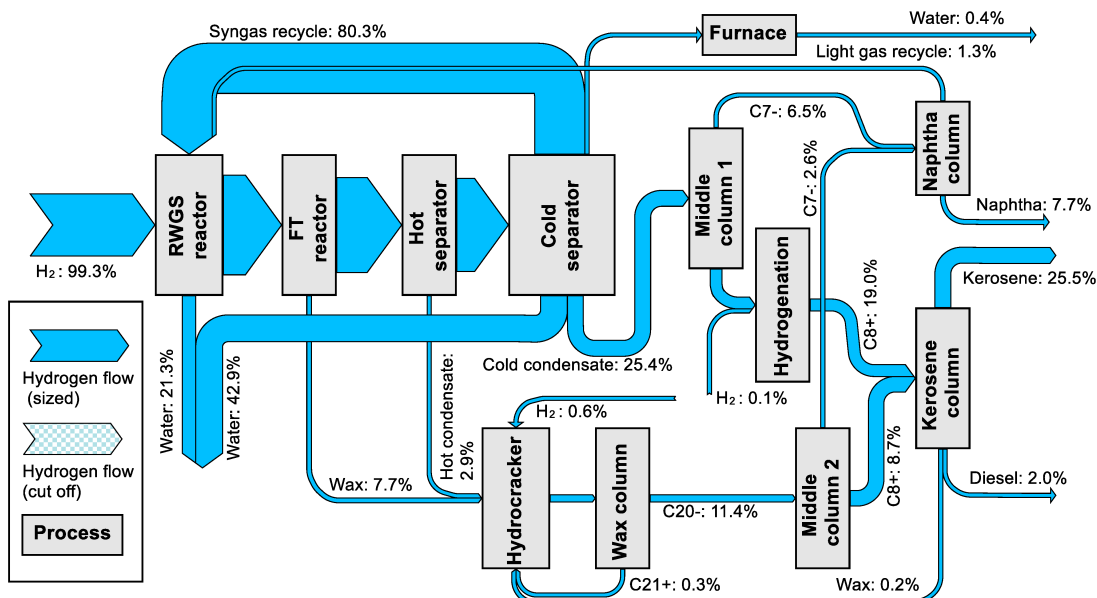 Syngas recycle: 80.3%
Furnace
Water: 0.4%
Light gas recycle: 1.3%
H₂: 99.3%
RWGS
reactor
FT
reactor
Hot
separator
Cold
separator
Middle
column 1
C7-: 6.5%
C7-: 2.6%
Naphtha
column
Naphtha: 7.7%
Hydrogenation
C8+: 19.0%
Kerosene: 25.5%
Kerosene
column
Cold condensate: 25.4%
H₂: 0.1%
H₂: 0.6%
Water: 21.3%
Water: 42.9%
Hot condensate:
2.9%
Wax: 7.7%
Hydrocracker
Wax column
C20-: 11.4%
Middle
column 2
C8+: 8.7%
Diesel: 2.0%
C21+: 0.3%
Wax: 0.2%
Hydrogen flow
(sized)
Hydrogen flow
(cut off)
Process